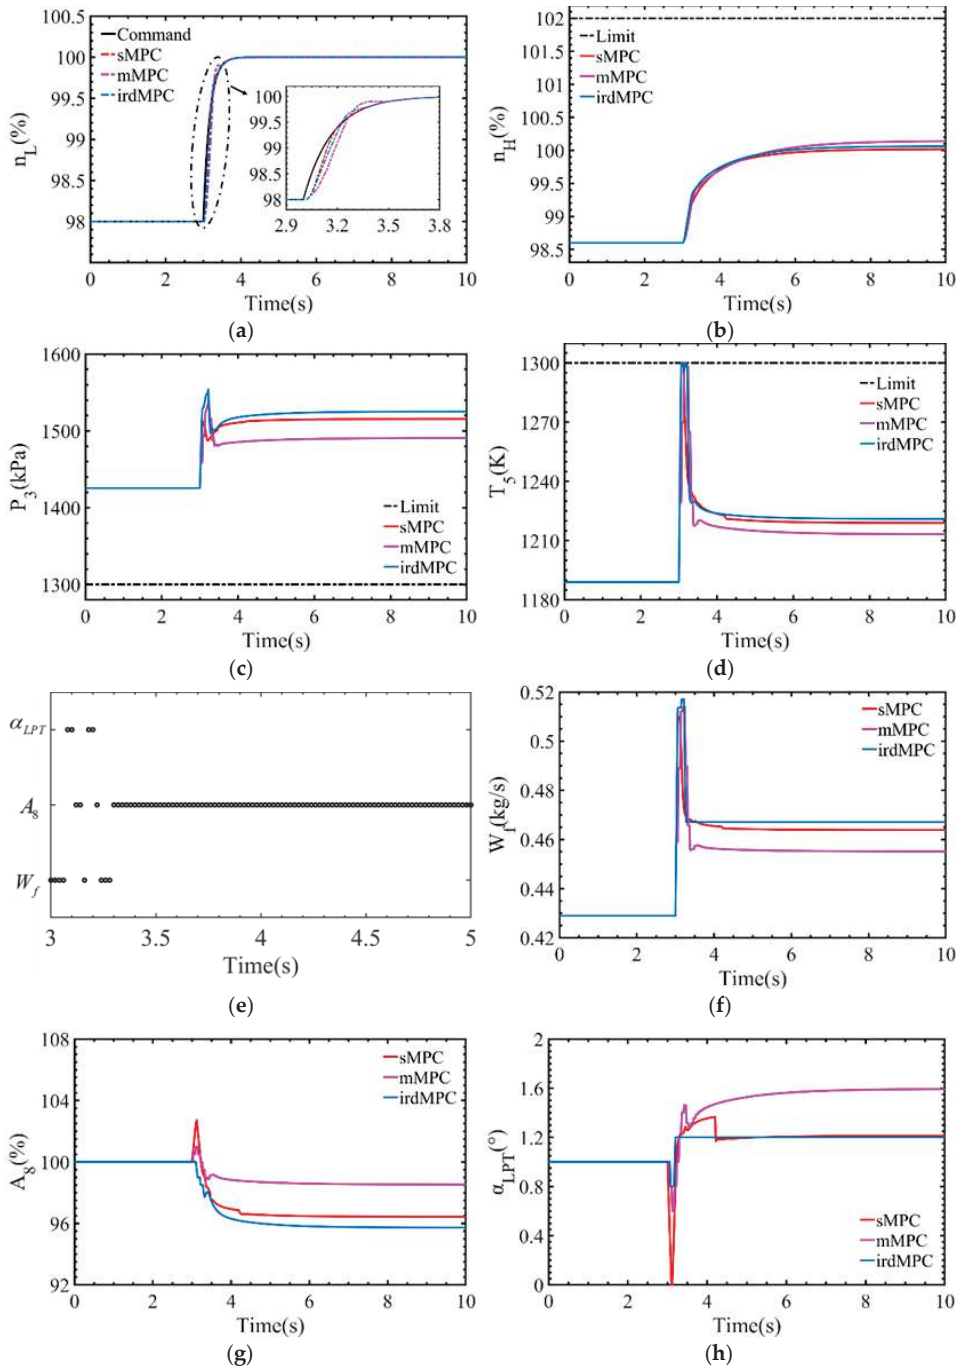 100.5
100
99.5
99
98.5
98
n_L(%)
Command
sMPC
mMPC
irdMPC
100
99.5
99
98.5
98
2.9 3.2 3.5 3.8
0 2 4 6 8 10
Time(s)
(a)
102
101.5
101
100.5
100
99.5
99
98.5
n_H(%)
Limit
sMPC
mMPC
irdMPC
0 2 4 6 8 10
Time(s)
(b)
1600
1500
1400
1300
P_3(kPa)
Limit
sMPC
mMPC
irdMPC
0 2 4 6 8 10
Time(s)
(c)
1300
1270
1240
1210
1180
T_5(K)
Limit
sMPC
mMPC
irdMPC
0 2 4 6 8 10
Time(s)
(d)
α_LPT
A_8
W_f
3 3.5 4 4.5 5
Time(s)
(e)
0.52
0.5
0.48
0.46
0.44
0.42
W_f(kg/s)
sMPC
mMPC
irdMPC
0 2 4 6 8 10
Time(s)
(f)
108
104
100
96
92
A_8(%)
sMPC
mMPC
irdMPC
0 2 4 6 8 10
Time(s)
(g)
2
1.6
1.2
0.8
0.4
0
α_LPT(°)
sMPC
mMPC
irdMPC
0 2 4 6 8 10
Time(s)
(h)